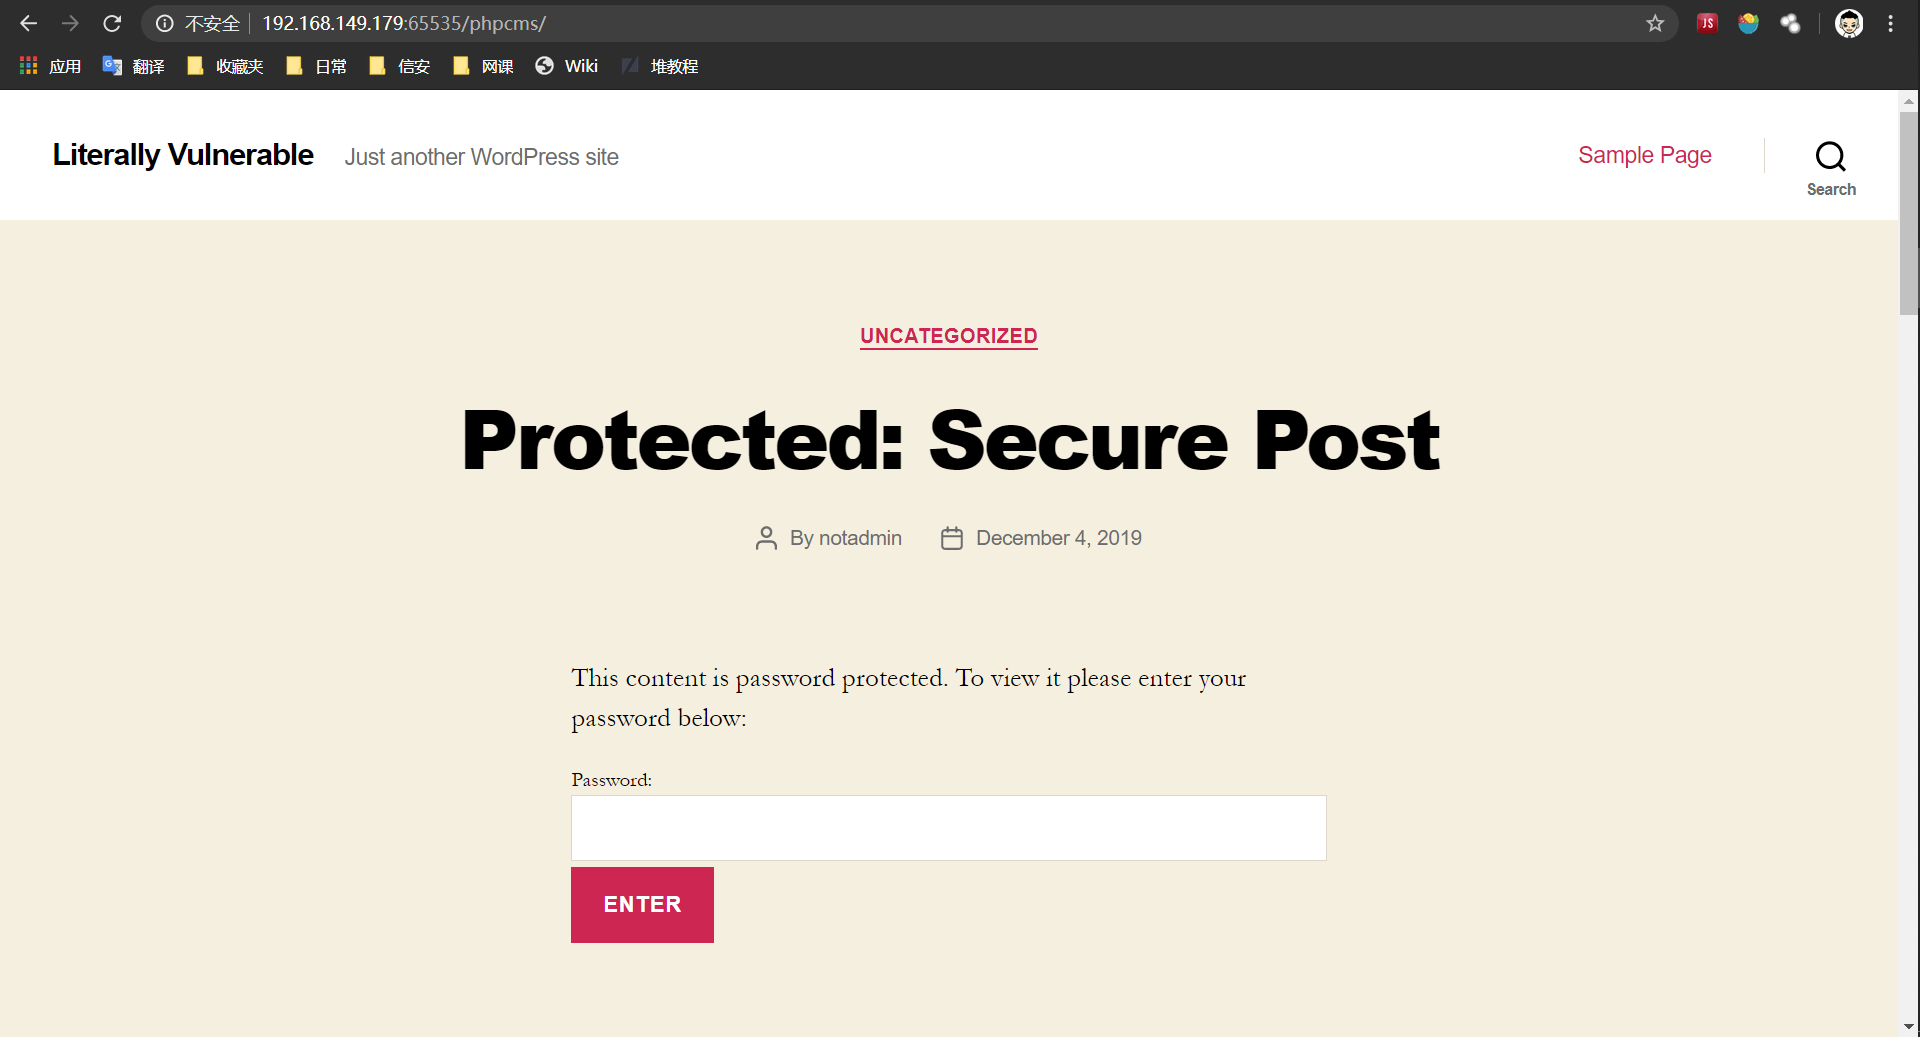 不安全 192.168.149.179:65535/phpcms/ JS
应用 翻译 收藏夹 日常 信安 网课 Wiki 堆教程
Literally Vulnerable Just another WordPress site Sample Page
Search
UNCATEGORIZED
Protected: Secure Post
By notadmin December 4, 2019
This content is password protected. To view it please enter your
password below:
Password:
ENTER